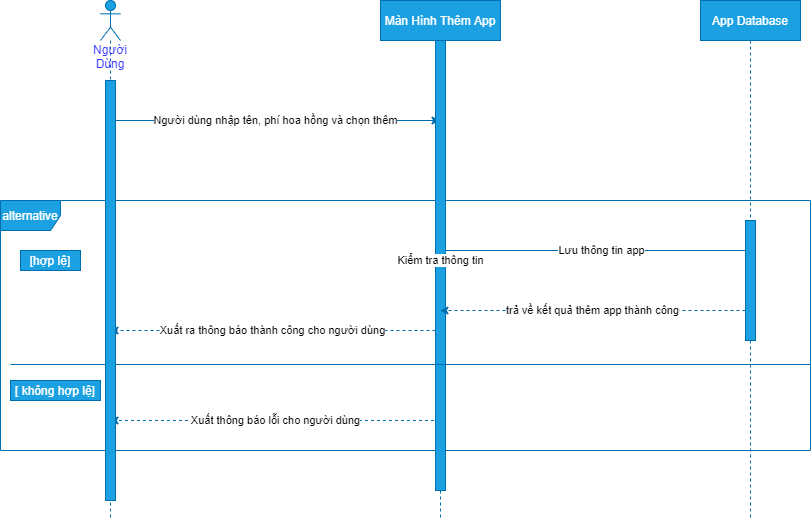 Người
Dừng
Màn Hình Thêm App
App Database
Người dùng nhập tên, phí hoa hồng và chọn thêm
alternative
[hợp lệ]
Lưu thông tin app
Kiểm tra thông tin
trả về kết quả thêm app thành công
Xuất ra thông báo thành công cho người dùng
[ không hợp lệ]
Xuất thông báo lỗi cho người dùng